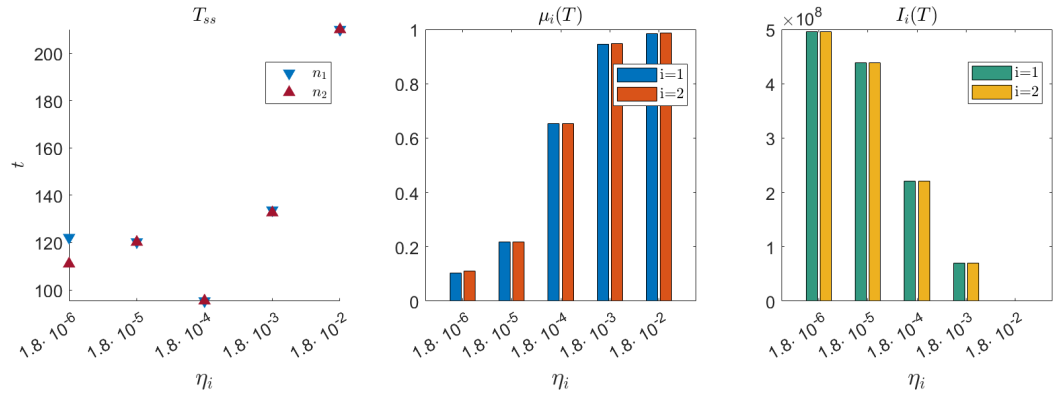 T_{ss}
t
200
180
160
140
120
100
n_1
n_2
1.8· 10^{-6}
1.8· 10^{-5}
1.8· 10^{-4}
1.8· 10^{-3}
1.8· 10^{-2}
η_i
μ_i(T)
1
0.8
0.6
0.4
0.2
0
i=1
i=2
1.8· 10^{-6}
1.8· 10^{-5}
1.8· 10^{-4}
1.8· 10^{-3}
1.8· 10^{-2}
η_i
I_i(T)
×10^8
5
4
3
2
1
0
i=1
i=2
1.8· 10^{-6}
1.8· 10^{-5}
1.8· 10^{-4}
1.8· 10^{-3}
1.8· 10^{-2}
η_i